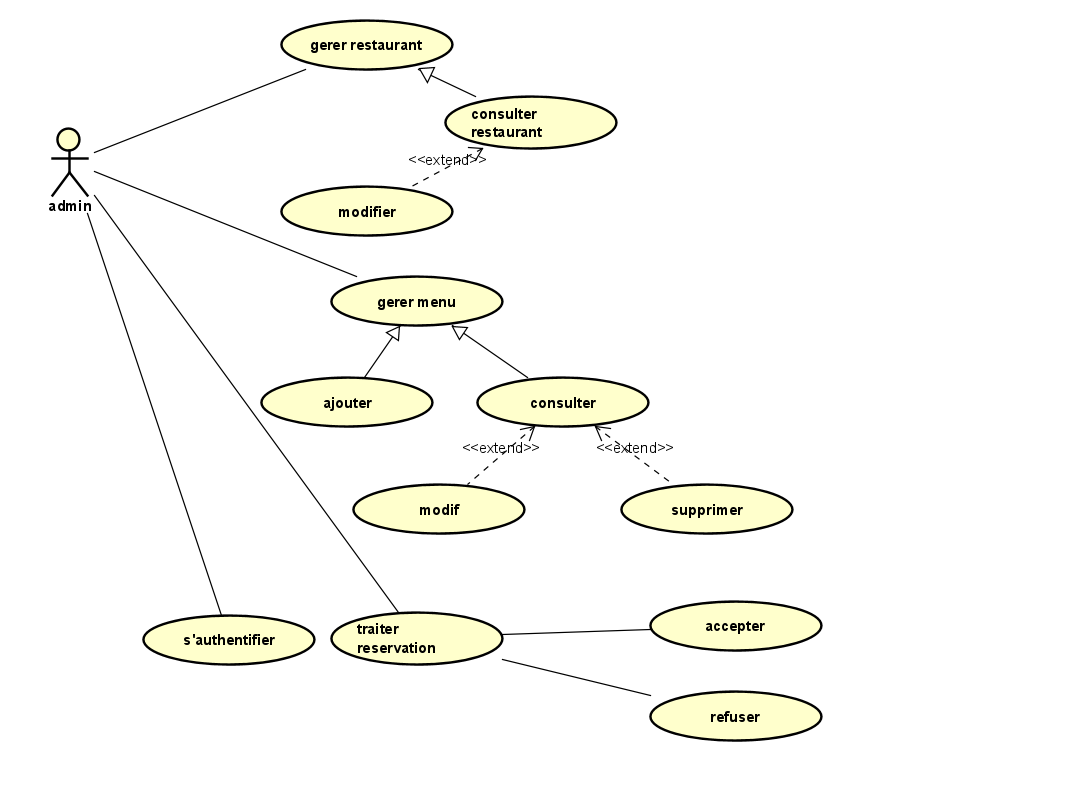 gerer restaurant
consulter
restaurant
<<extend>>
admin
modifier
gerer menu
ajouter
consulter
<<extend>>
<<extend>>
modif
supprimer
s'authentifier
traiter
reservation
accepter
refuser